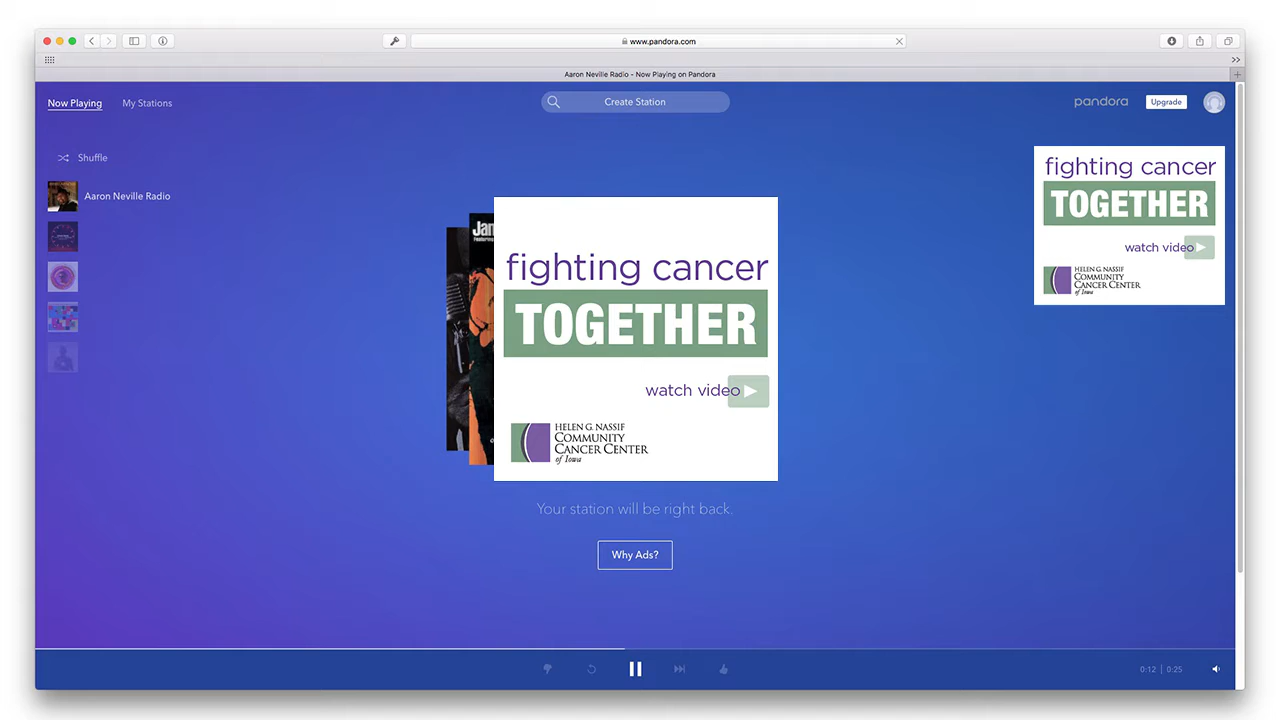 www.pandora.com
Aaron Neville Radio - Now Playing on Pandora
Now Playing
My Stations
Create Station
pandora
Upgrade
Shuffle
Aaron Neville Radio
Jam
Featuring
fighting cancer
TOGETHER
watch video
HELEN G. NASSIF
COMMUNITY
CANCER CENTER
of Iowa
fighting cancer
TOGETHER
watch video
HELEN G. NASSIF
COMMUNITY
CANCER CENTER
of Iowa
Your station will be right back.
Why Ads?
0:12 | 0:25